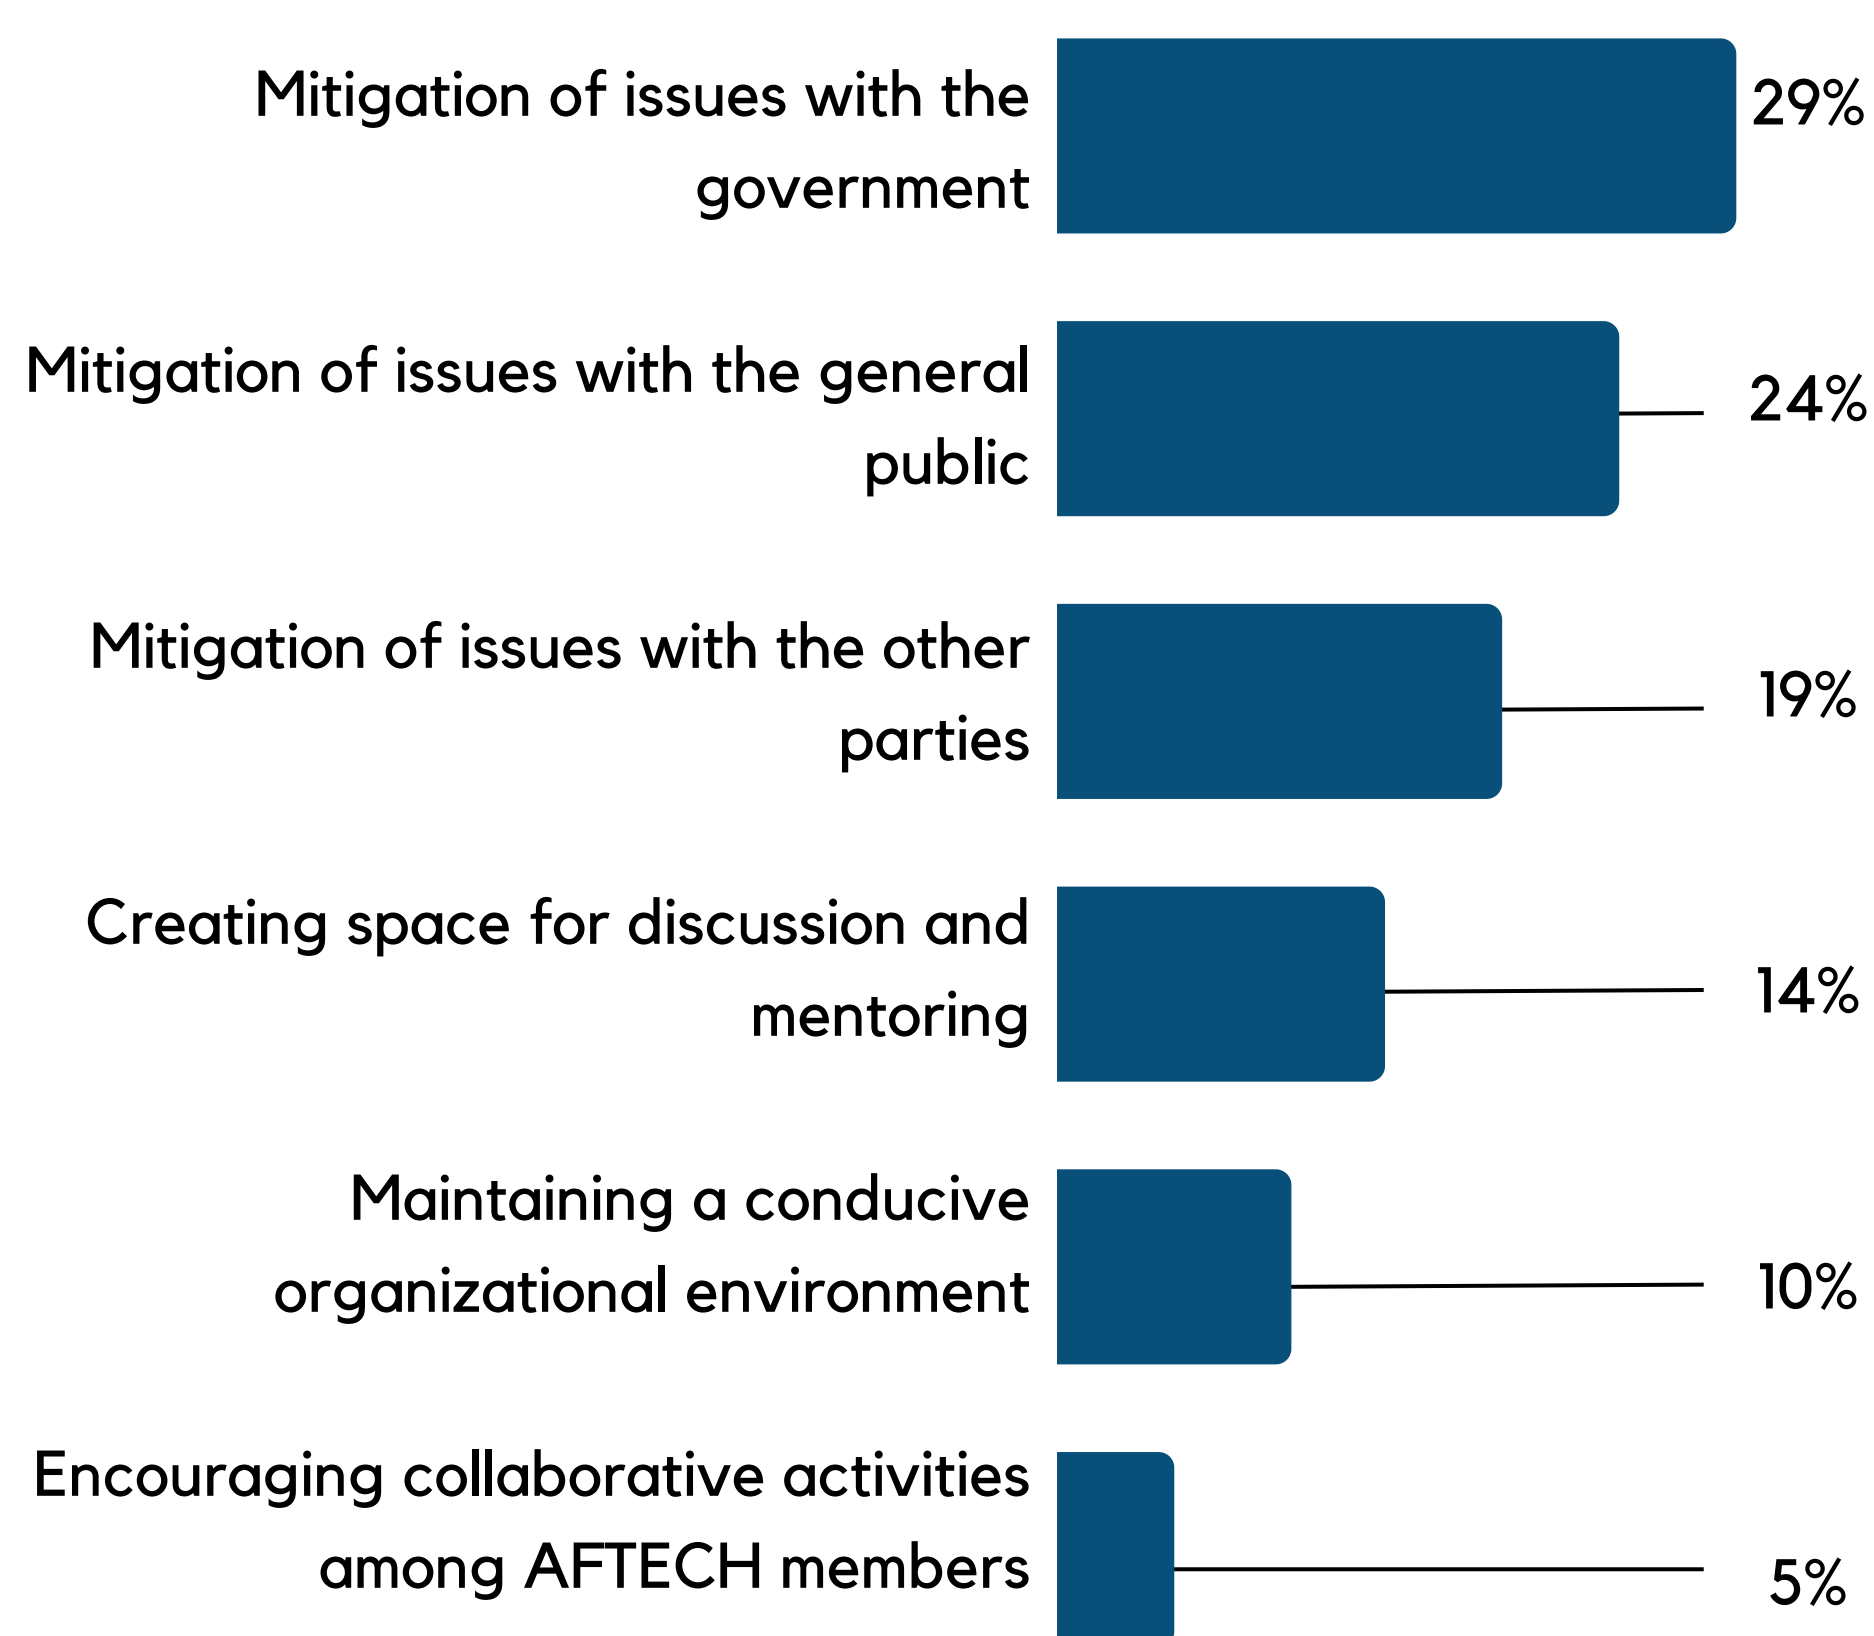 Mitigation of issues with the
government
29%
Mitigation of issues with the general
public
24%
Mitigation of issues with the other
parties
19%
Creating space for discussion and
mentoring
14%
Maintaining a conducive
organizational environment
10%
Encouraging collaborative activities
among AFTECH members
5%